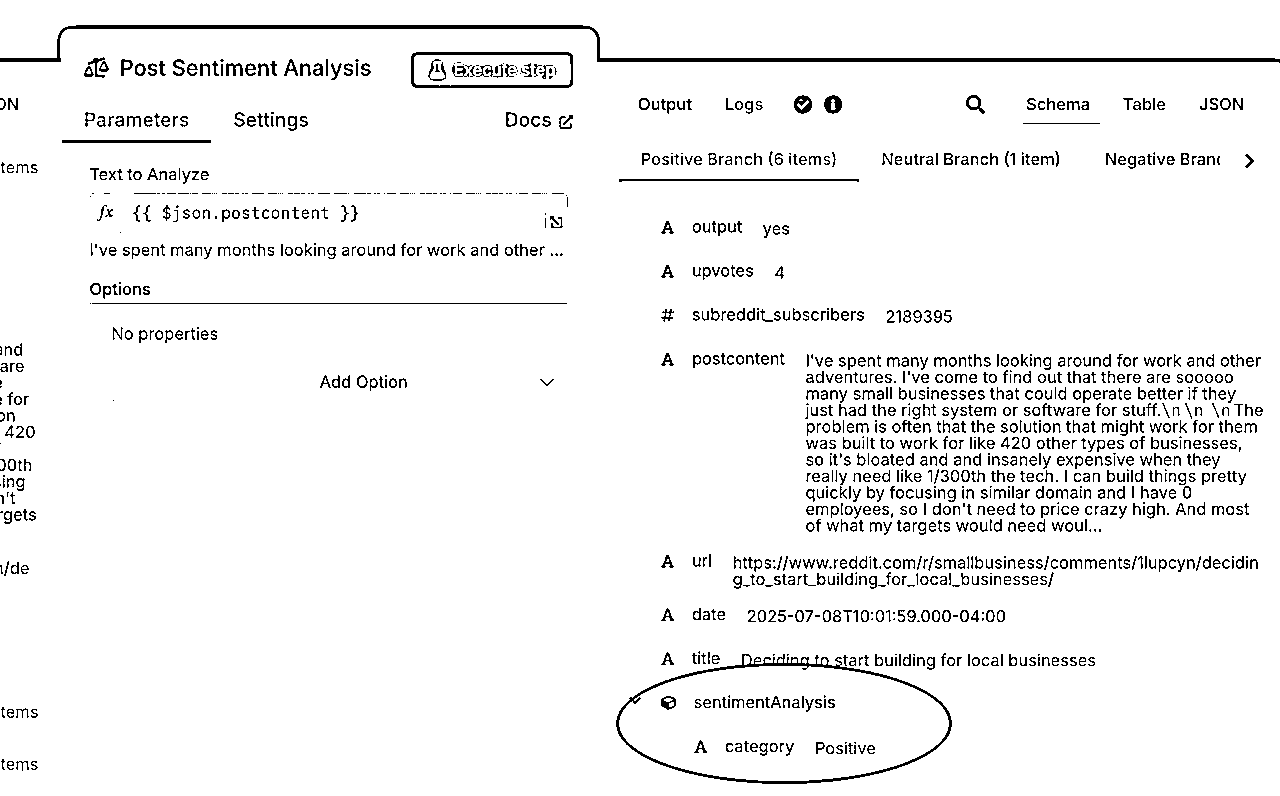 ON
tems
and
are
e
e for
on
420
00th
ing
n't
rgets
n/de
tems
tems
Post Sentiment Analysis
Execute step
Parameters
Settings
Docs
Text to Analyze
fx {{ $json.postcontent }}
I've spent many months looking around for work and other ...
Options
No properties
Add Option
Output
Logs
Schema
Table
JSON
Positive Branch (6 items)
Neutral Branch (1 item)
Negative Branc
A output yes
A upvotes 4
# subreddit_subscribers 2189395
A postcontent I've spent many months looking around for work and other
adventures. I've come to find out that there are sooooo
many small businesses that could operate better if they
just had the right system or software for stuff.\n \n \n The
problem is often that the solution that might work for them
was built to work for like 420 other types of businesses,
so it's bloated and and insanely expensive when they
really need like 1/300th the tech. I can build things pretty
quickly by focusing in similar domain and I have 0
employees, so I don't need to price crazy high. And most
of what my targets would need woul...
A url https://www.reddit.com/r/smallbusiness/comments/1lupcyn/decidin
g_to_start_building_for_local_businesses/
A date 2025-07-08T10:01:59.000-04:00
A title Deciding to start building for local businesses
sentimentAnalysis
A category Positive